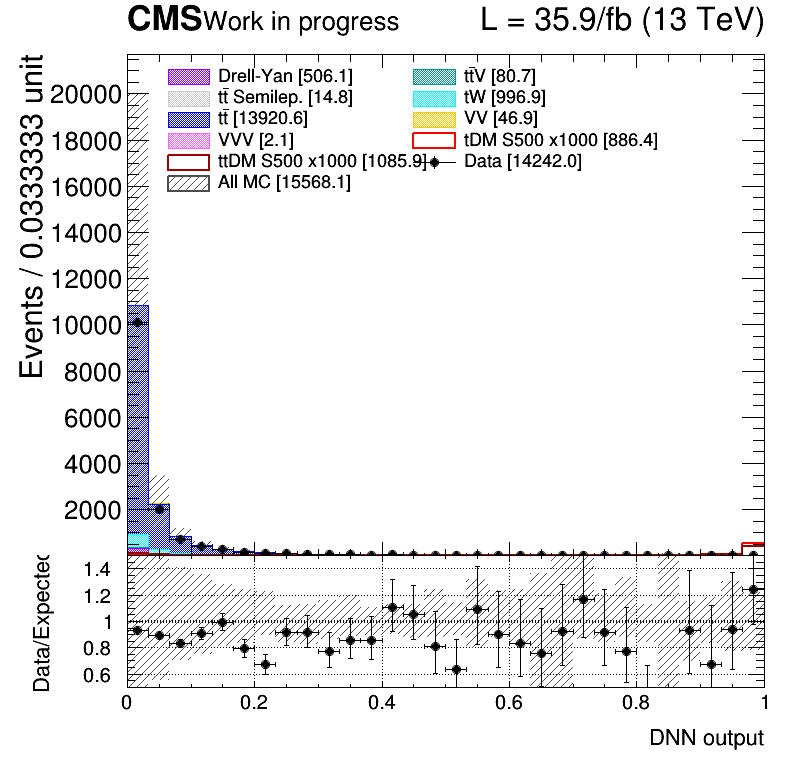 CMS Work in progress L = 35.9/fb (13 TeV)
Events / 0.0333333 unit
20000
18000
16000
14000
12000
10000
8000
6000
4000
2000
Drell-Yan [506.1]
tt̄ Semilep. [14.8]
tt̄ [13920.6]
VVV [2.1]
ttDM S500 x1000 [1085.9]
All MC [15568.1]
tt̄V [80.7]
tW [996.9]
VV [46.9]
tDM S500 x1000 [886.4]
Data [14242.0]
Data/Expected
1.4
1.2
1
0.8
0.6
0 0.2 0.4 0.6 0.8 1
DNN output